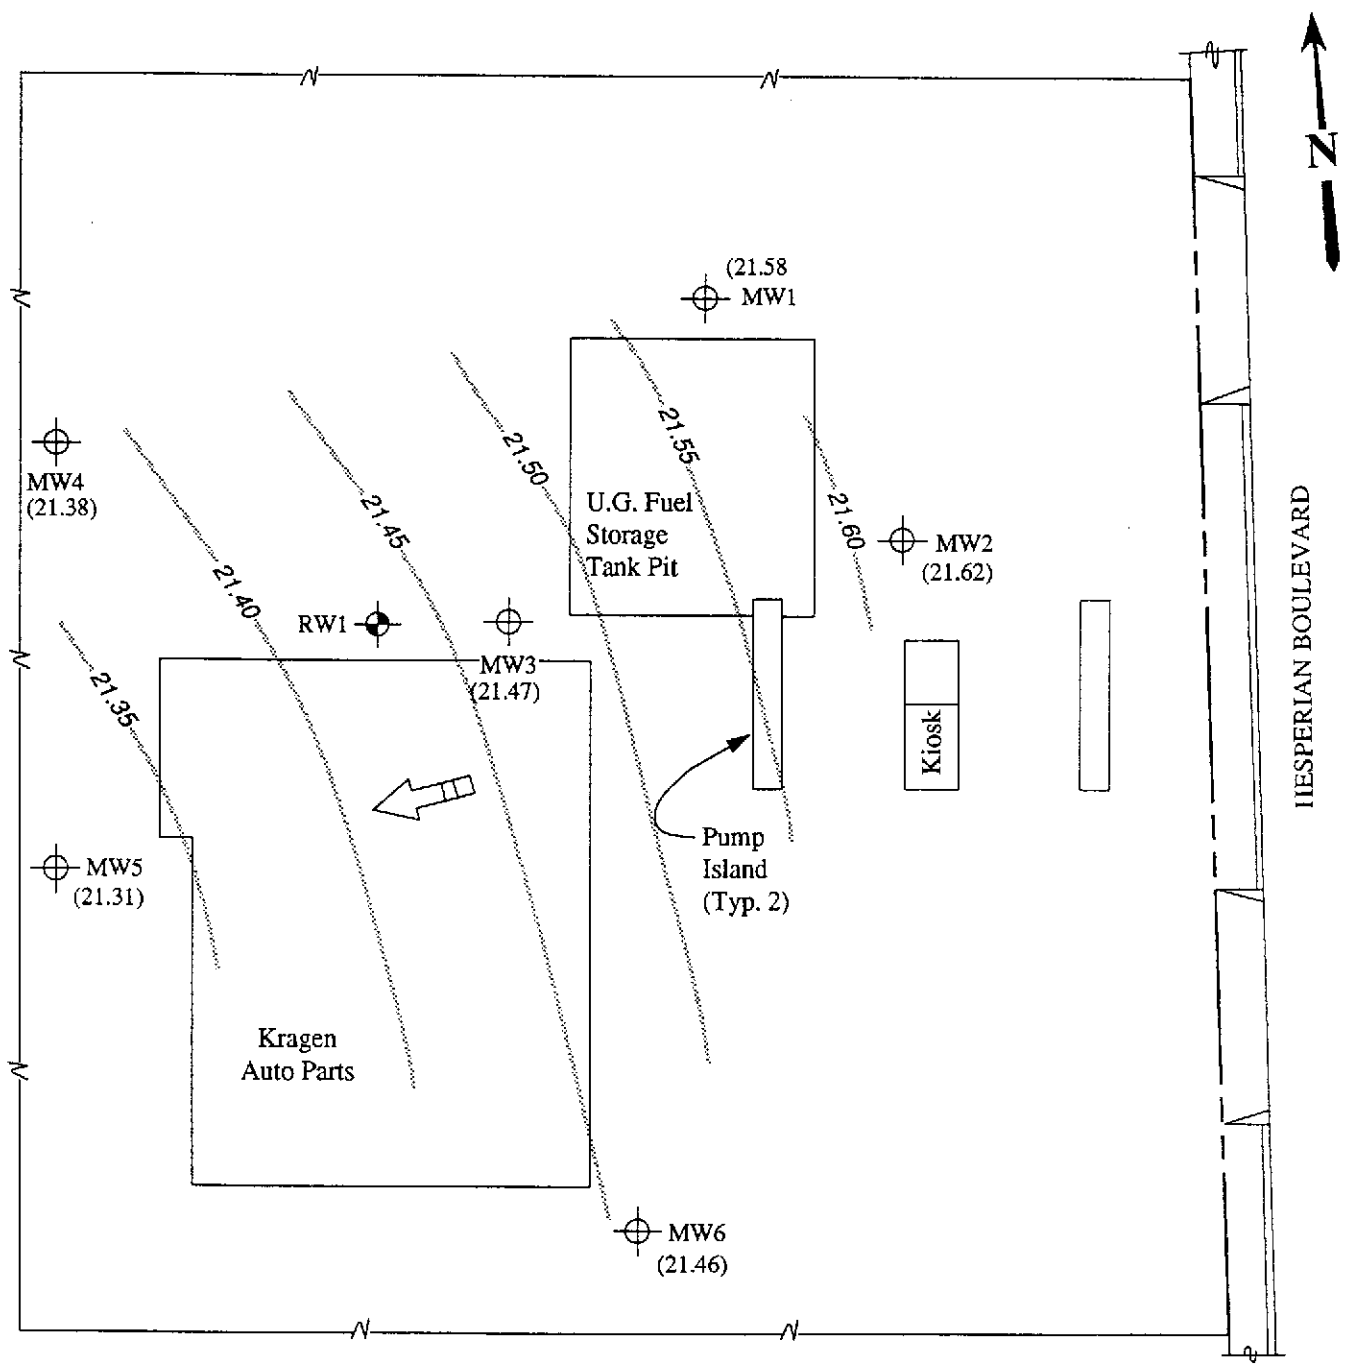 N
(21.58
MW1
MW4
(21.38)
21.55
21.50
21.45
21.60
U.G. Fuel
Storage
Tank Pit
MW2
(21.62)
21.40
RW1
MW3
(21.47)
21.35
Kiosk
HESPERIAN BOULEVARD
Pump
Island
(Typ. 2)
MW5
(21.31)
Kragen
Auto Parts
MW6
(21.46)